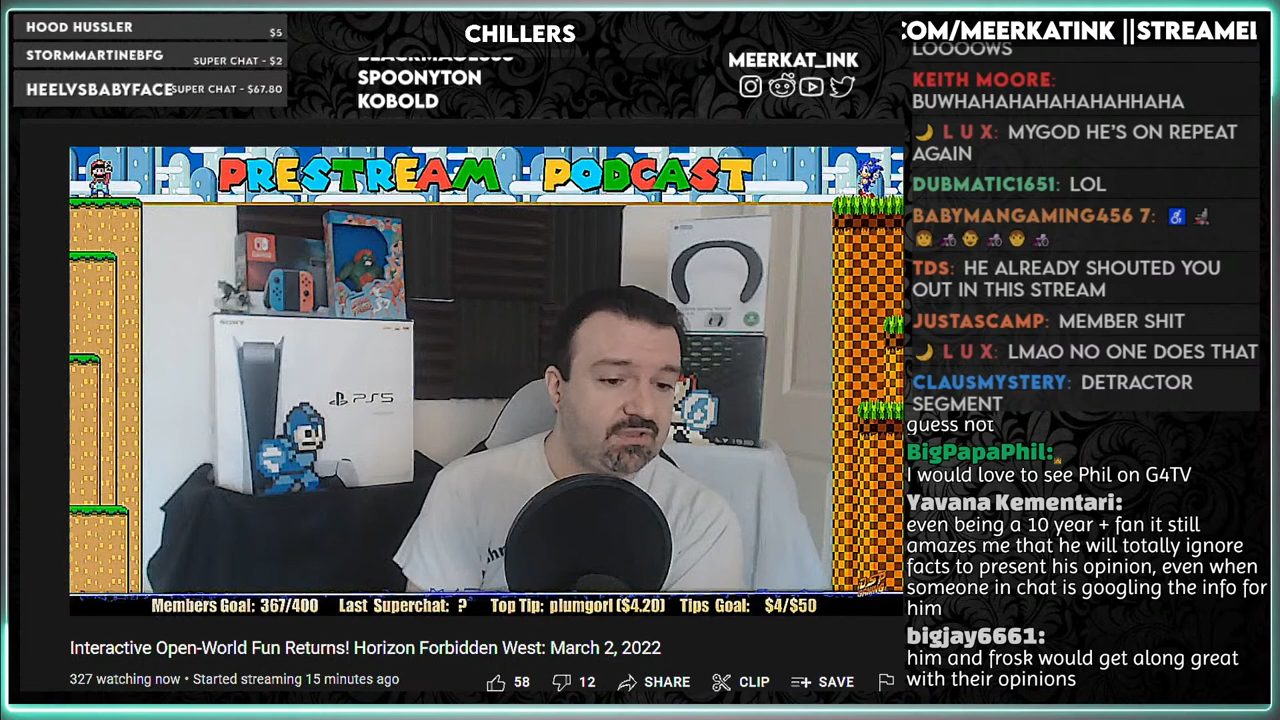 HOOD HUSSLER
$5
STORMMARTINEBFG
SUPER CHAT - $2
HEELVSBABYFACE
SUPER CHAT - $67.80
CHILLERS
SPOONYTON
KOBOLD
MEERKAT_INK
COM/MEERKATINK ||STREAMEL
PRESTREAM PODCAST
SONY
PS5
Members Goal: 367/400
Last Superchat: ?
Top Tip: plumgorl ($4.20)
Tips Goal: $4/$50
Interactive Open-World Fun Returns! Horizon Forbidden West: March 2, 2022
327 watching now • Started streaming 15 minutes ago
58
12
SHARE
CLIP
SAVE
LOOOOWS
KEITH MOORE:
BUWHAHAHAHAHAHAHHAHA
L U X: MYGOD HE'S ON REPEAT
AGAIN
DUBMATIC1651: LOL
BABYMANGAMING456 7:
TDS: HE ALREADY SHOUTED YOU
OUT IN THIS STREAM
JUSTASCAMP: MEMBER SHIT
L U X: LMAO NO ONE DOES THAT
CLAUSMYSTERY: DETRACTOR
SEGMENT
guess not
BigPapaPhil:
I would love to see Phil on G4TV
Yavana Kementari:
even being a 10 year + fan it still
amazes me that he will totally ignore
facts to present his opinion, even when
someone in chat is googling the info for
him
bigjay6661:
him and frosk would get along great
with their opinions